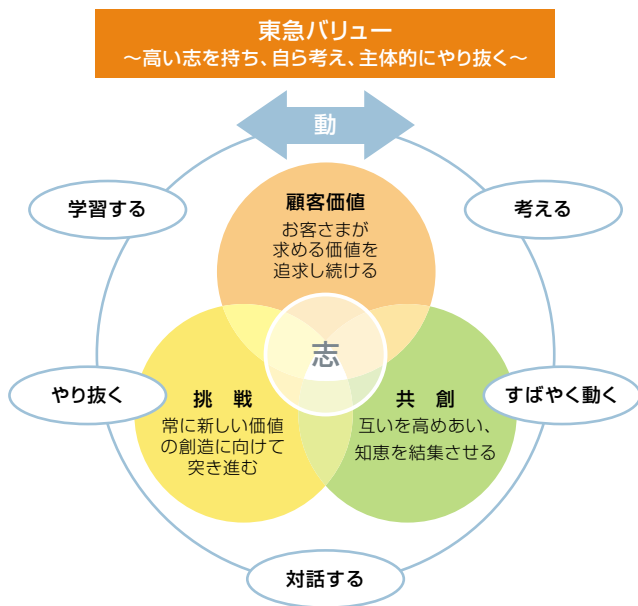 東急バリュー
～高い志を持ち、自ら考え、主体的にやり抜く～
動
学習する
考える
顧客価値
お客さまが
求める価値を
追求し続ける
志
やり抜く
すばやく動く
挑 戦
常に新しい価値
の創造に向けて
突き進む
共 創
互いを高めあい、
知恵を結集させる
対話する